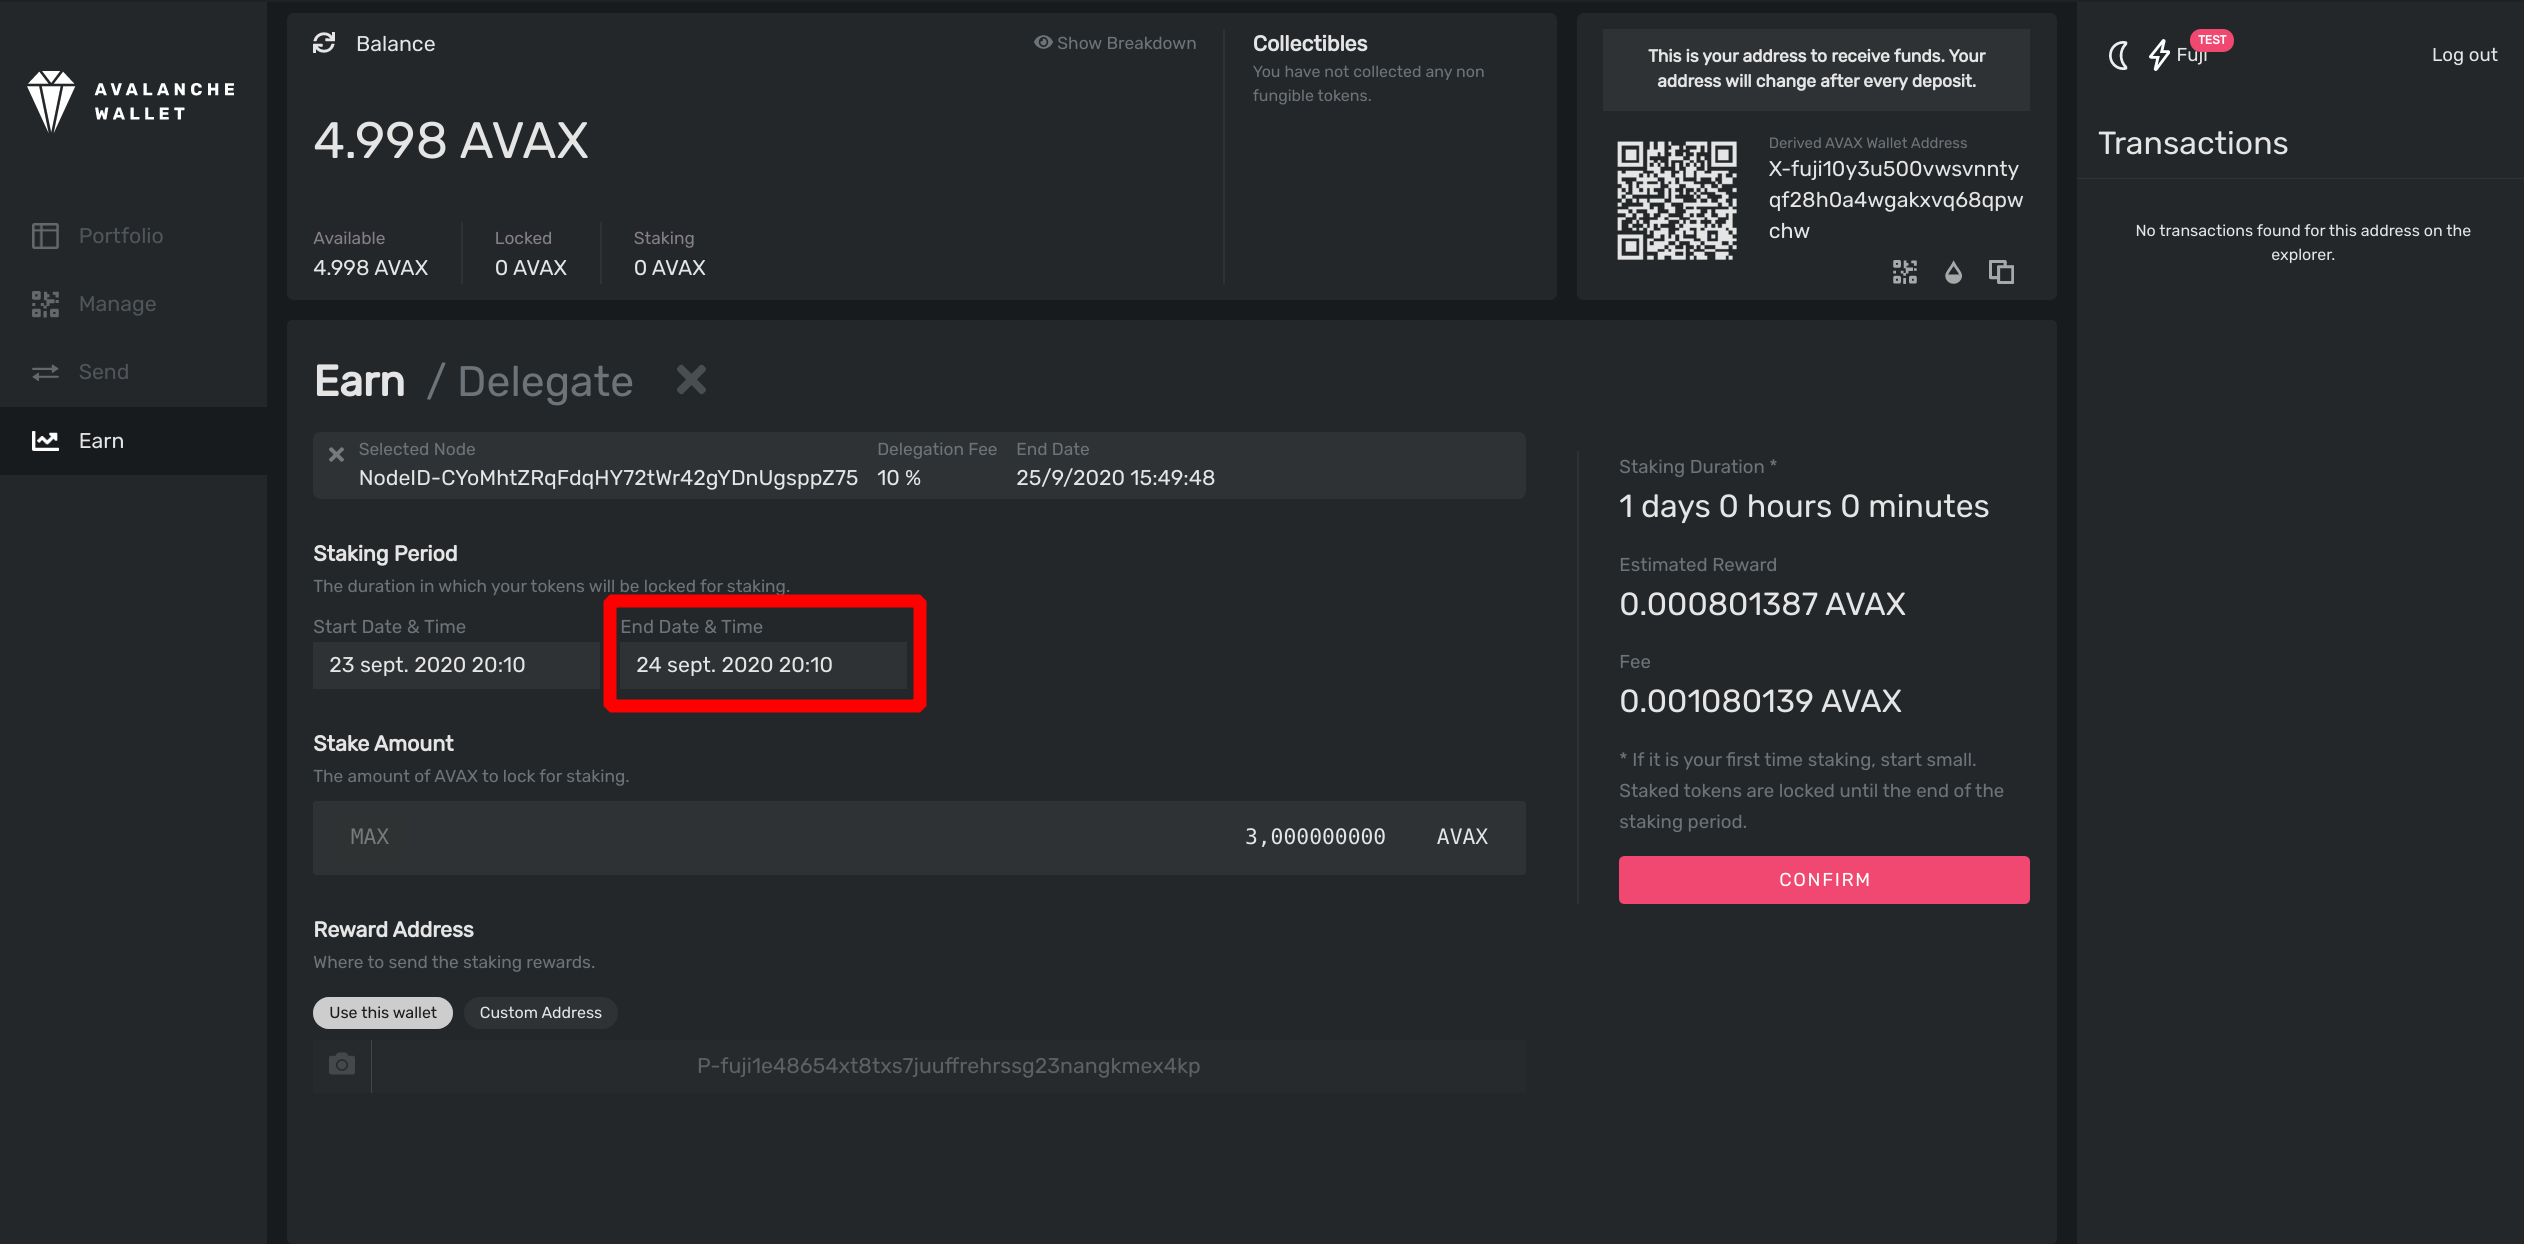 AVALANCHE
WALLET
Portfolio
Manage
Send
Earn
Balance
Show Breakdown
4.998 AVAX
Available
4.998 AVAX
Locked
0 AVAX
Staking
0 AVAX
Collectibles
You have not collected any non
fungible tokens.
This is your address to receive funds. Your
address will change after every deposit.
Derived AVAX Wallet Address
X-fuji10y3u500vwsvnnty
qf28h0a4wgakxvq68qpw
chw
Earn / Delegate
Selected Node
NodeID-CYoMhtZRqFdqHY72tWr42gYDnUgsppZ75
Delegation Fee
10 %
End Date
25/9/2020 15:49:48
Staking Period
The duration in which your tokens will be locked for staking.
Start Date & Time
23 sept. 2020 20:10
End Date & Time
24 sept. 2020 20:10
Stake Amount
The amount of AVAX to lock for staking.
MAX 3,000000000 AVAX
Reward Address
Where to send the staking rewards.
Use this wallet
Custom Address
P-fuji1e48654xt8txs7juuffrehrssg23nangkmex4kp
Staking Duration *
1 days 0 hours 0 minutes
Estimated Reward
0.000801387 AVAX
Fee
0.001080139 AVAX
* If it is your first time staking, start small.
Staked tokens are locked until the end of the
staking period.
CONFIRM
Fuji
TEST
Log out
Transactions
No transactions found for this address on the
explorer.